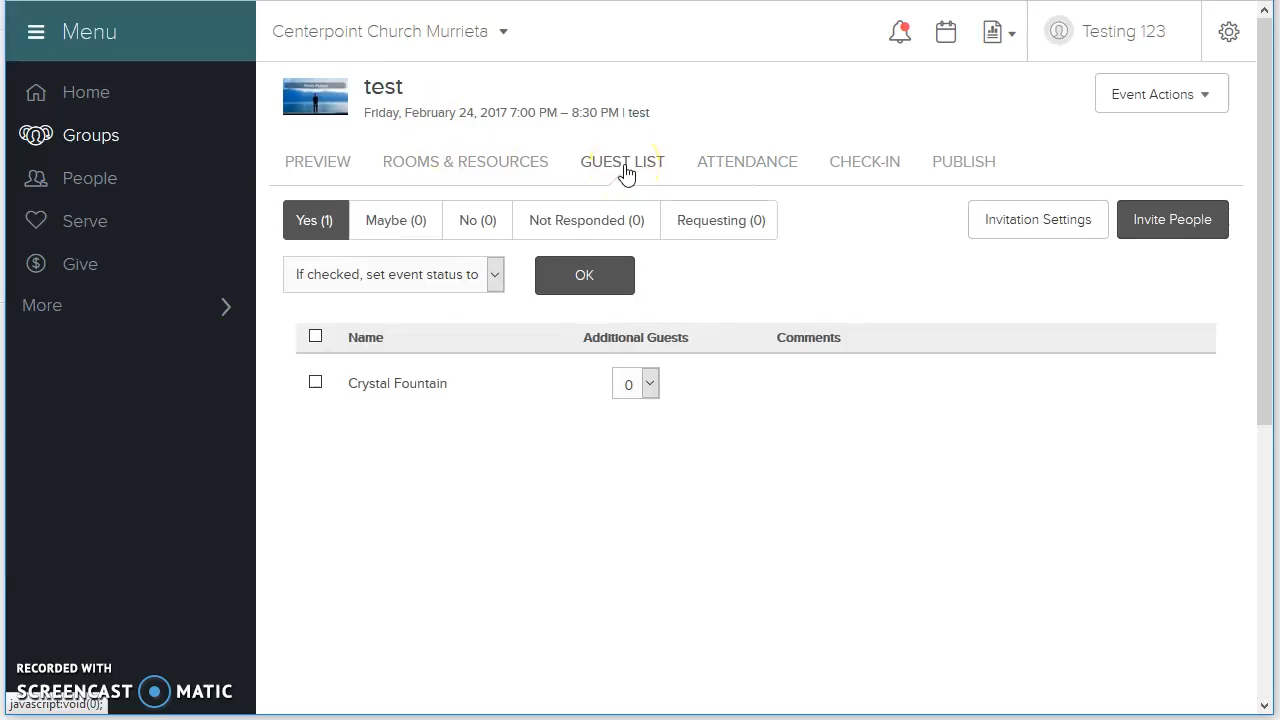 Menu
Centerpoint Church Murrieta
Testing 123
Home
Groups
People
Serve
Give
More
test
Friday, February 24, 2017 7:00 PM – 8:30 PM | test
Event Actions
PREVIEW
ROOMS & RESOURCES
GUEST LIST
ATTENDANCE
CHECK-IN
PUBLISH
Yes (1)
Maybe (0)
No (0)
Not Responded (0)
Requesting (0)
Invitation Settings
Invite People
If checked, set event status to
OK
Name
Additional Guests
Comments
Crystal Fountain
0
RECORDED WITH
SCREENCAST MATIC
javascript:void(0);